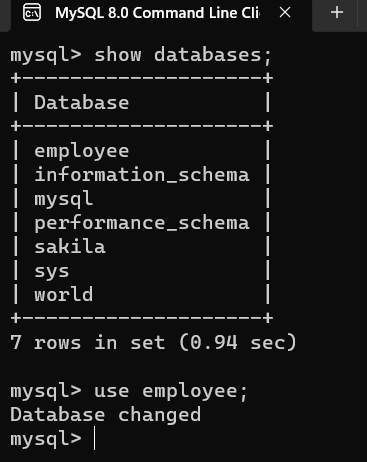 MySQL 8.0 Command Line Cli
mysql> show databases;
+--------------------+
| Database           |
+--------------------+
| employee           |
| information_schema |
| mysql              |
| performance_schema |
| sakila             |
| sys                |
| world              |
+--------------------+
7 rows in set (0.94 sec)
mysql> use employee;
Database changed
mysql>